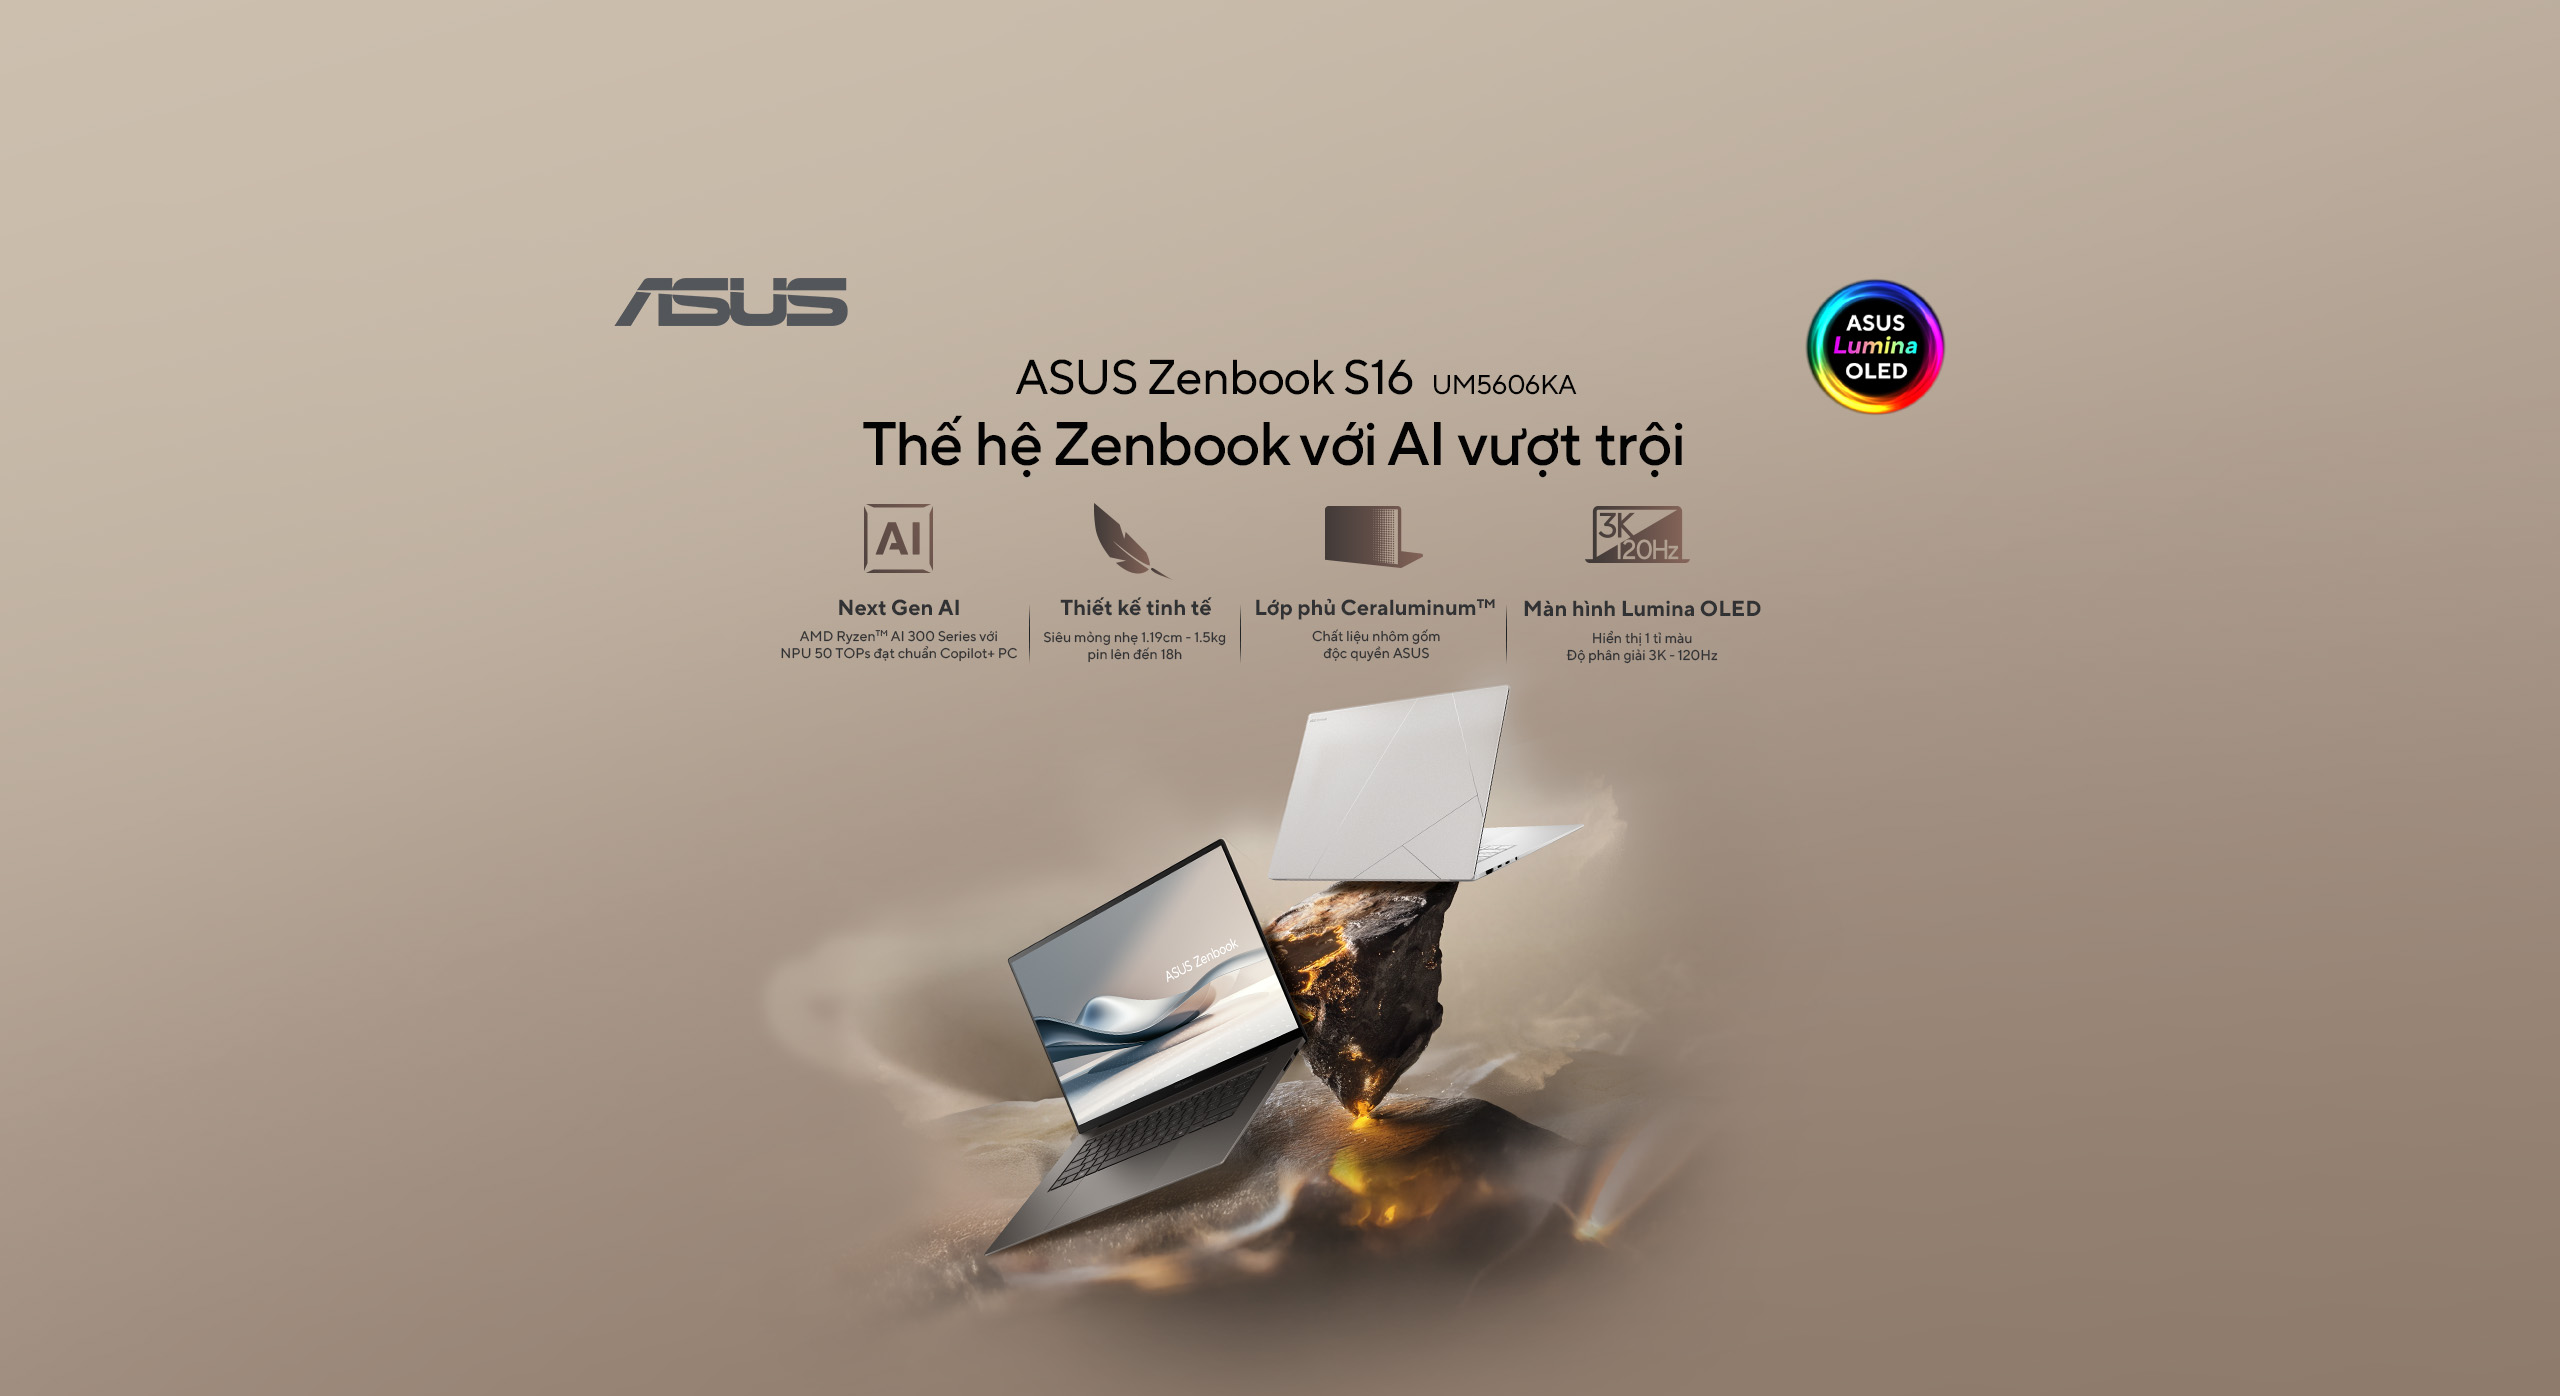 ASUS
ASUS
Lumina
OLED
ASUS Zenbook S16 UM5606KA
Thế hệ Zenbook với AI vượt trội
AI
3K
120Hz
Next Gen AI
AMD Ryzen™ AI 300 Series với
NPU 50 TOPs đạt chuẩn Copilot+ PC
Thiết kế tinh tế
Siêu mỏng nhẹ 1.19cm - 1.5kg
pin lên đến 18h
Lớp phủ Ceraluminum™
Chất liệu nhôm gốm
độc quyền ASUS
Màn hình Lumina OLED
Hiển thị 1 tỉ màu
Độ phân giải 3K - 120Hz
ASUS Zenbook